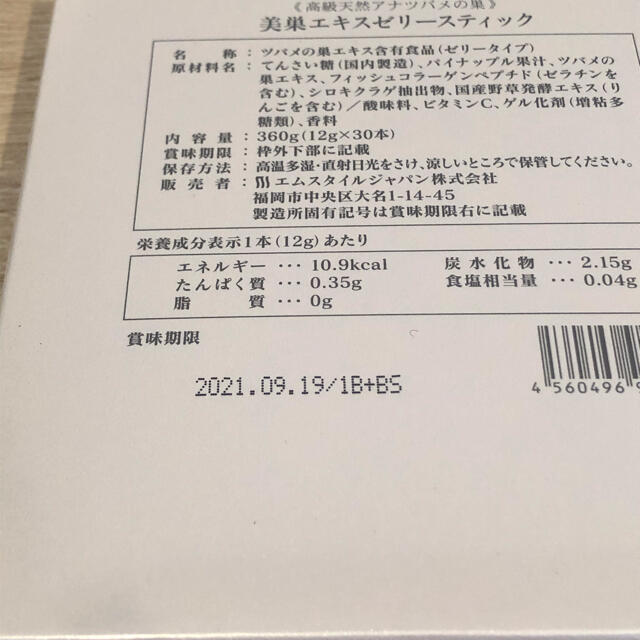 《高級天然アナツバメの巣》
美巣エキスゼリースティック
名称：ツバメの巣エキス含有食品(ゼリータイプ)
原材料名：てんさい糖(国内製造)、パイナップル果汁、ツバメの
巣エキス、フィッシュコラーゲンペプチド(ゼラチンを
含む)、シロキクラゲ抽出物、国産野草発酵エキス(り
んごを含む)／酸味料、ビタミンC、ゲル化剤(増粘多
糖類)、香料
内容量：360g(12g×30本)
賞味期限：枠外下部に記載
保存方法：高温多湿・直射日光をさけ、涼しいところで保管してください。
販売者：エムスタイルジャパン株式会社
福岡市中央区大名1-14-45
製造所固有記号は賞味期限右に記載
栄養成分表示1本(12g)あたり
エネルギー … 10.9kcal 炭水化物 … 2.15g
たんぱく質 … 0.35g 食塩相当量 … 0.04g
脂質 … 0g
賞味期限
2021.09.19/1B+BS
4 560496 9